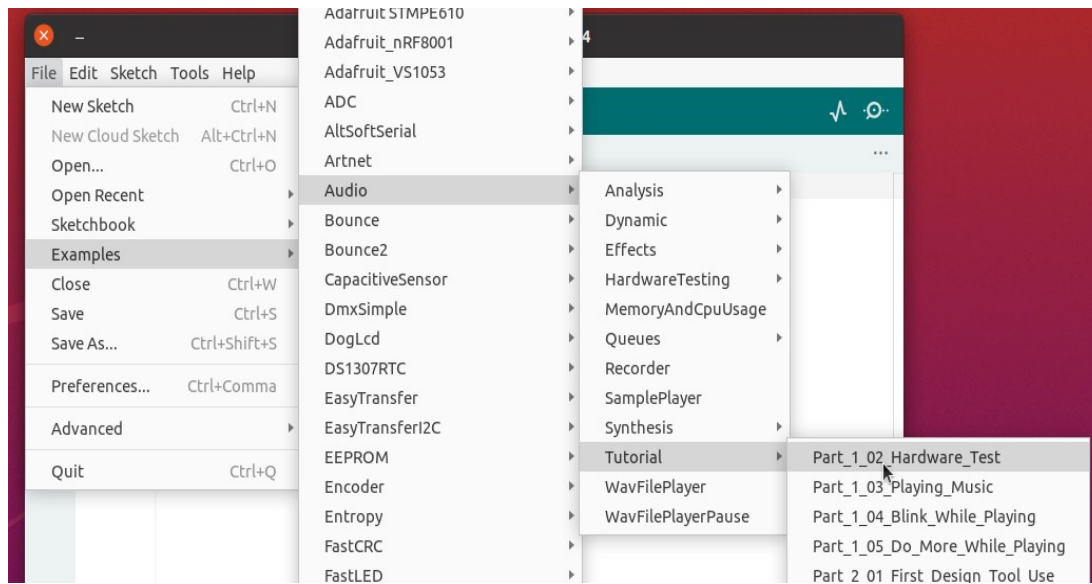 4
File Edit Sketch Tools Help
New Sketch Ctrl+N
New Cloud Sketch Alt+Ctrl+N
Open... Ctrl+O
Open Recent
Sketchbook
Examples
Close Ctrl+W
Save Ctrl+S
Save As... Ctrl+Shift+S
Preferences... Ctrl+Comma
Advanced
Quit Ctrl+Q
Adafruit STMPE610
Adafruit_nRF8001
Adafruit_VS1053
ADC
AltSoftSerial
Artnet
Audio
Bounce
Bounce2
CapacitiveSensor
DmxSimple
DogLcd
DS1307RTC
EasyTransfer
EasyTransferI2C
EEPROM
Encoder
Entropy
FastCRC
FastLED
Analysis
Dynamic
Effects
HardwareTesting
MemoryAndCpuUsage
Queues
Recorder
SamplePlayer
Synthesis
Tutorial
WavFilePlayer
WavFilePlayerPause
Part_1_02_Hardware_Test
Part_1_03_Playing_Music
Part_1_04_Blink_While_Playing
Part_1_05_Do_More_While_Playing
Part_2_01_First_Design_Tool_Use